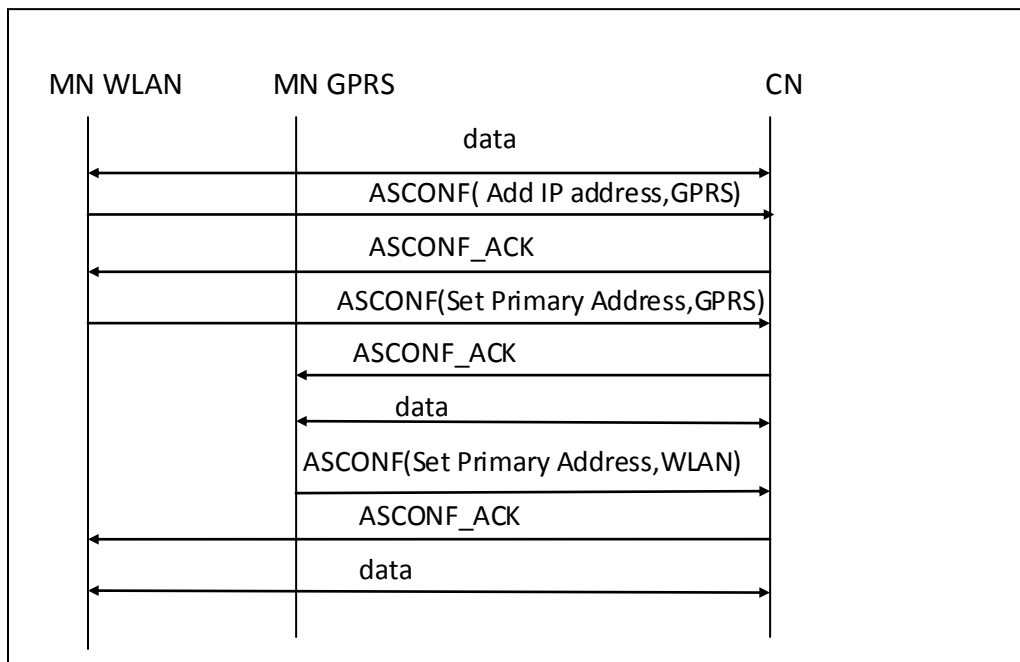 MN WLAN MN GPRS CN
data
ASCONF( Add IP address,GPRS)
ASCONF_ACK
ASCONF(Set Primary Address,GPRS)
ASCONF_ACK
data
ASCONF(Set Primary Address,WLAN)
ASCONF_ACK
data